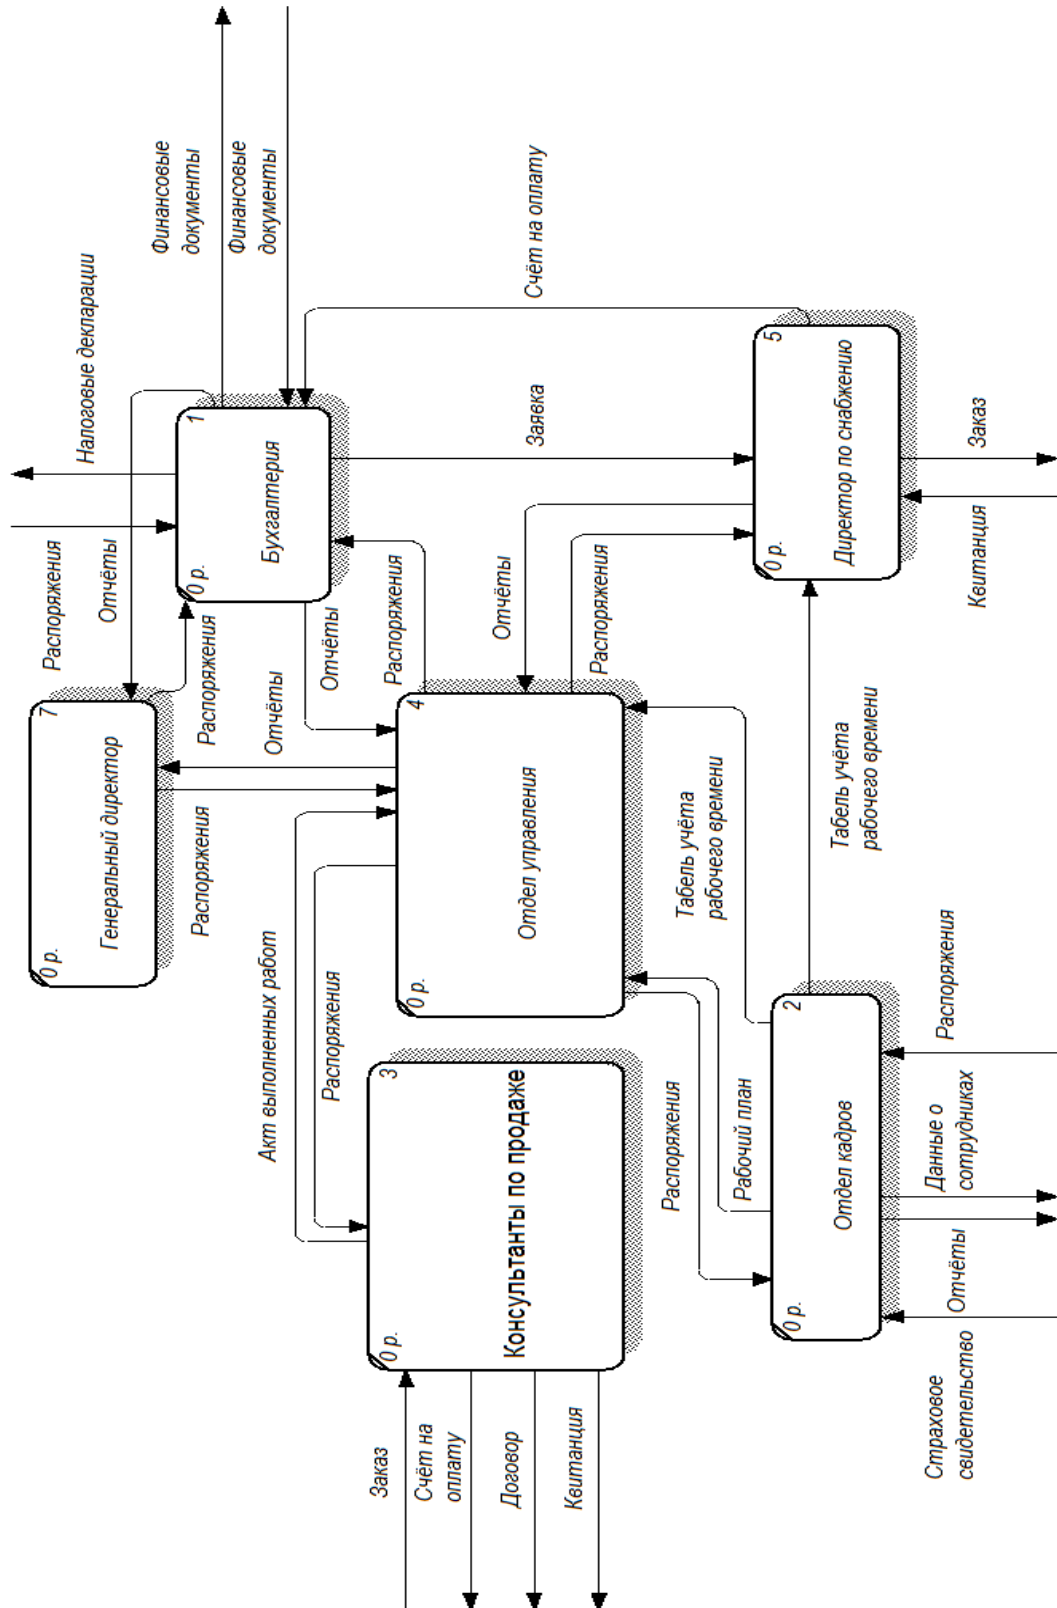 Генеральный директор
0 р.
7
Распоряжения
Отчёты
Налоговые декларации
Финансовые
документы
Финансовые
документы
Бухгалтерия
0 р.
1
Распоряжения
Распоряжения
Отчёты
Отчёты
Распоряжения
Акт выполненных работ
Распоряжения
Консультанты по продаже
0 р.
3
Заказ
Счёт на
оплату
Договор
Квитанция
Отдел управления
0 р.
4
Отчёты
Распоряжения
Заявка
Счёт на оплату
Распоряжения
Рабочий план
Табель учёта
рабочего времени
Табель учёта
рабочего времени
Директор по снабжению
0 р.
5
Квитанция
Заказ
Отдел кадров
0 р.
2
Страховое
свидетельство
Отчёты
Данные о
сотрудниках
Распоряжения